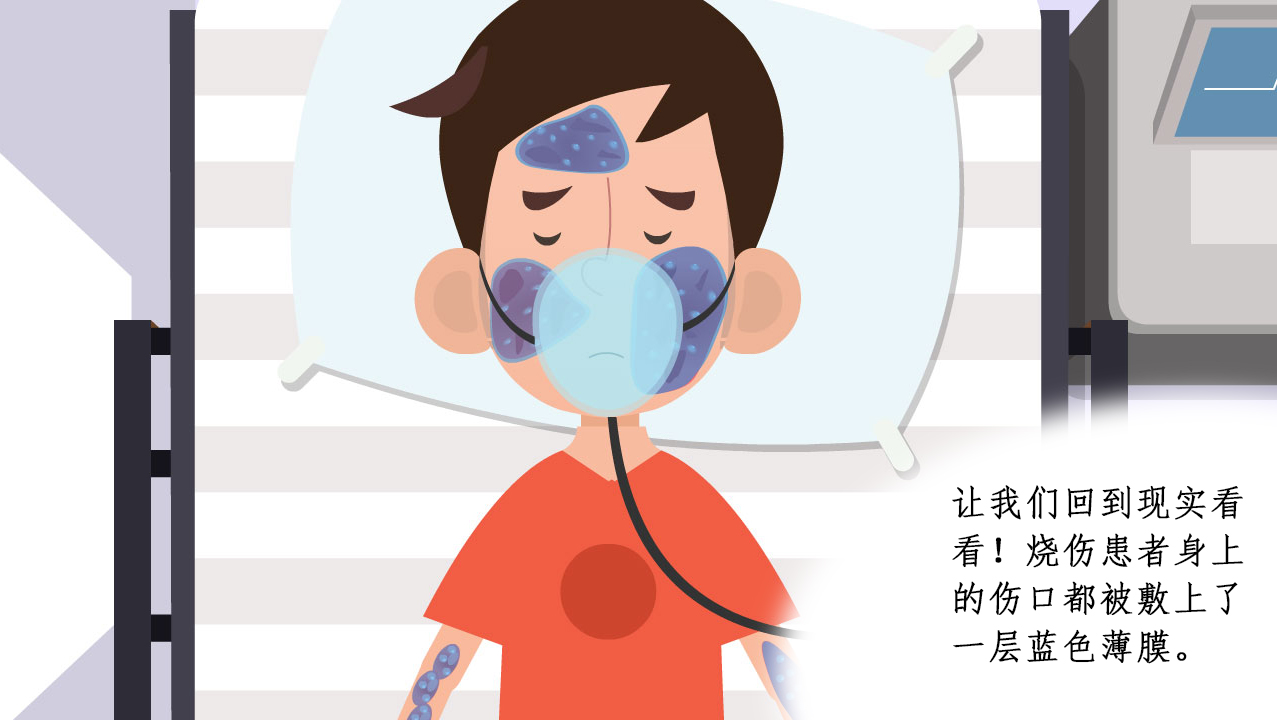 让我们回到现实看
看！烧伤患者身上
的伤口都被敷上了
一层蓝色薄膜。